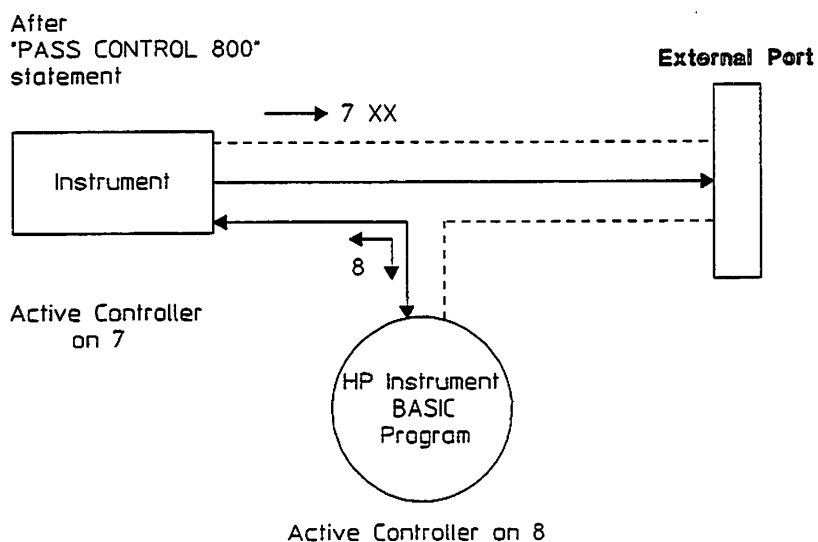 After
"PASS CONTROL 800"
statement
External Port
7 XX
Instrument
8
Active Controller
on 7
HP Instrument
BASIC
Program
Active Controller on 8